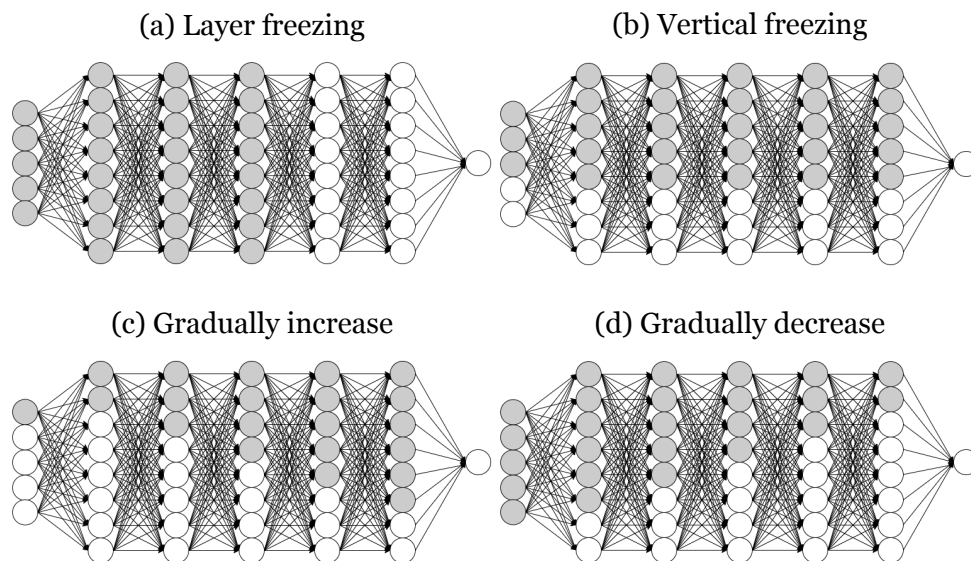 (a) Layer freezing
(b) Vertical freezing
(c) Gradually increase
(d) Gradually decrease